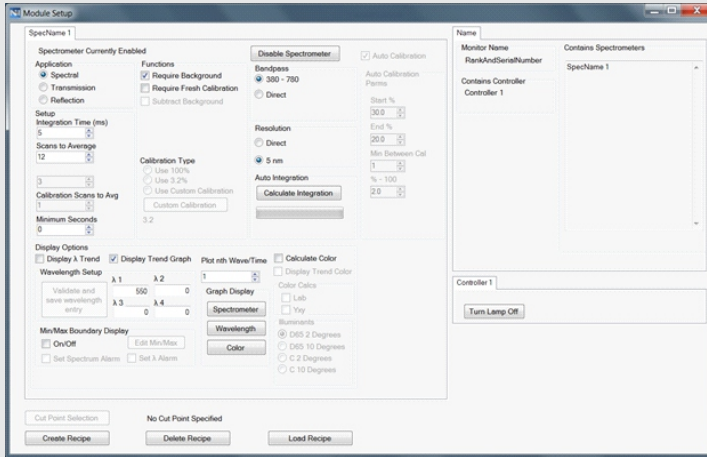 Module Setup
SpecName 1
Spectrometer Currently Enabled
Disable Spectrometer
Auto Calibration
Application
Spectral
Transmission
Reflection
Functions
Require Background
Require Fresh Calibration
Subtract Background
Bandpass
380 - 780
Direct
Auto Calibration
Perms
Start %
30.0
End %
20.0
Min Between Cal
1
% - 100
2.0
Setup
Integration Time (ms)
5
Scans to Average
12
3
Calibration Scans to Avg
1
Minimum Seconds
0
Calibration Type
Use 100%
Use 3.2%
Use Custom Calibration
Custom Calibration
3.2
Resolution
Direct
5 nm
Auto Integration
Calculate Integration
Display Options
Display λ Trend
Display Trend Graph
Plot nth Wave/Time
1
Calculate Color
Display Trend Color
Wavelength Setup
Validate and
save wavelength
entry
λ 1
λ 2
550
0
λ 3
λ 4
0
0
Graph Display
Spectrometer
Wavelength
Color
Color Calcs
Lab
Yxy
Illuminants
D65 2 Degrees
D65 10 Degrees
C 2 Degrees
C 10 Degrees
Min/Max Boundary Display
On/Off
Edit Min/Max
Set Spectrum Alarm
Set λ Alarm
Cut Point Selection
No Cut Point Specified
Create Recipe
Delete Recipe
Load Recipe
Name
Monitor Name
RankAndSerialNumber
Contains Controller
Controller 1
Contains Spectrometers
SpecName 1
Controller 1
Turn Lamp Off